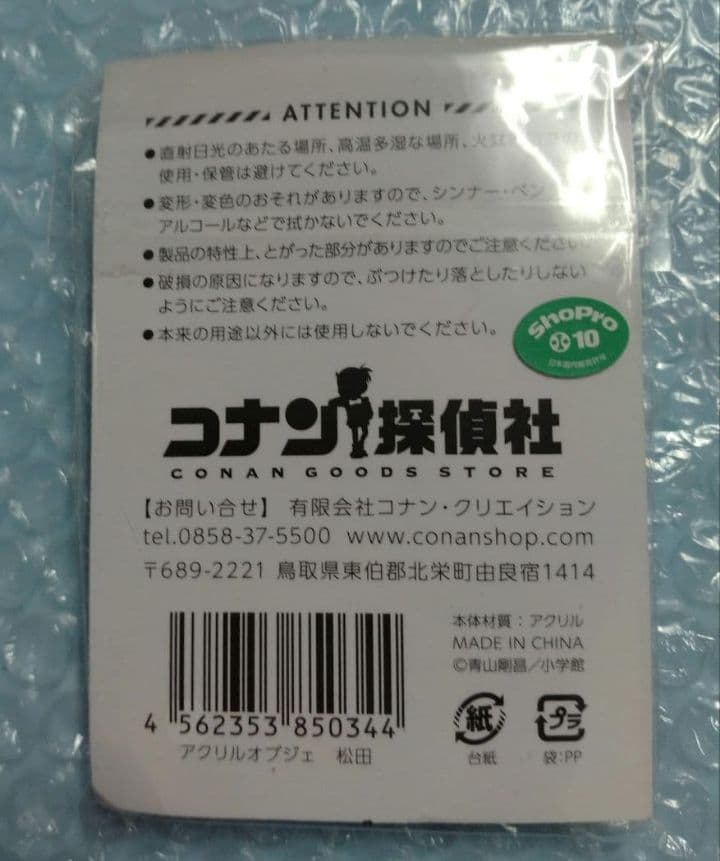 ATTENTION
●直射日光のあたる場所、高温多湿な場所、火気
使用・保管は避けてください。
●変形・変色のおそれがありますので、シンナー・ベン
アルコールなどで拭かないでください。
●製品の特性上、とがった部分がありますのでご注意ください。
●破損の原因になりますので、ぶつけたり落としたりしない
ようにご注意ください。
●本来の用途以外には使用しないでください。
ShoPro
10
コナン探偵社
CONAN GOODS STORE
【お問い合せ】 有限会社コナン・クリエイション
tel.0858-37-5500 www.conanshop.com
〒689-2221 鳥取県東伯郡北栄町由良宿1414
本体材質：アクリル
MADE IN CHINA
©青山剛昌／小学館
4 562353 850344
アクリルオブジェ 松田
紙
台紙
プラ
袋:PP